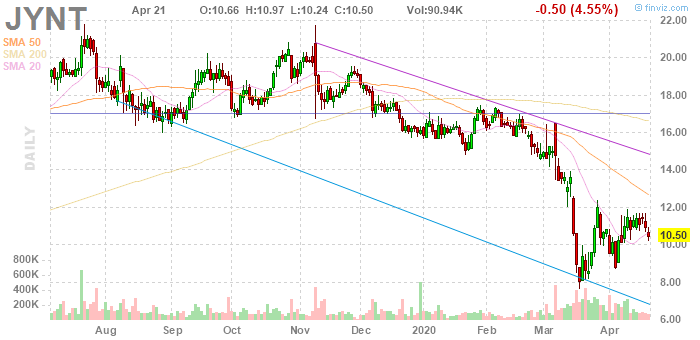 JYNT Apr 21 O:10.66 H:10.97 L:10.24 C:10.50 Vol:90.94K -0.50 (4.55%) © finviz.com
SMA 50
SMA 200
SMA 20
DAILY
22.00
20.00
18.00
16.00
14.00
12.00
10.50
10.00
8.00
6.00
800K
600K
400K
200K
Aug Sep Oct Nov Dec 2020 Feb Mar Apr